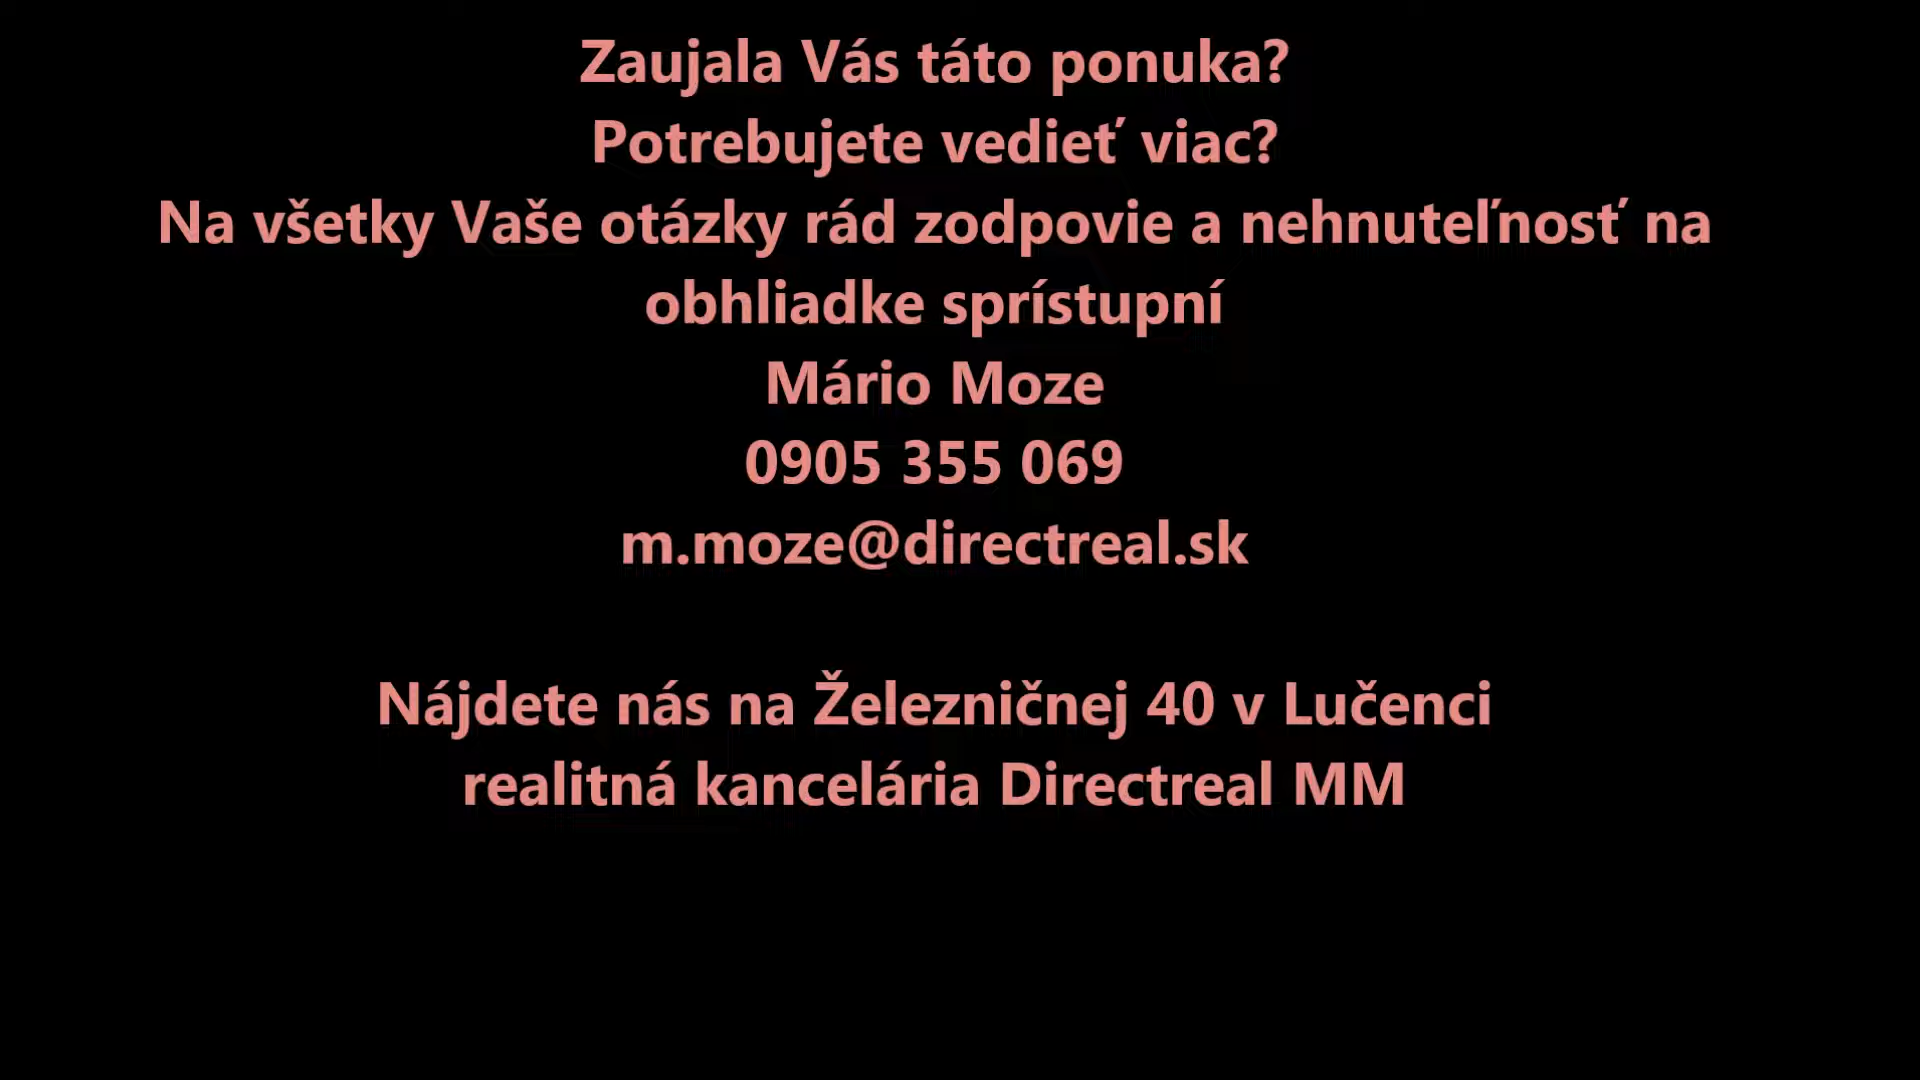 Zaujala Vás táto ponuka?
Potrebujete vedieť viac?
Na všetky Vaše otázky rád zodpovie a nehnuteľnosť na
obhliadke sprístupní
Mário Moze
0905 355 069
m.moze@directreal.sk
Nájdete nás na Železničnej 40 v Lučenci
realitná kancelária Directreal MM